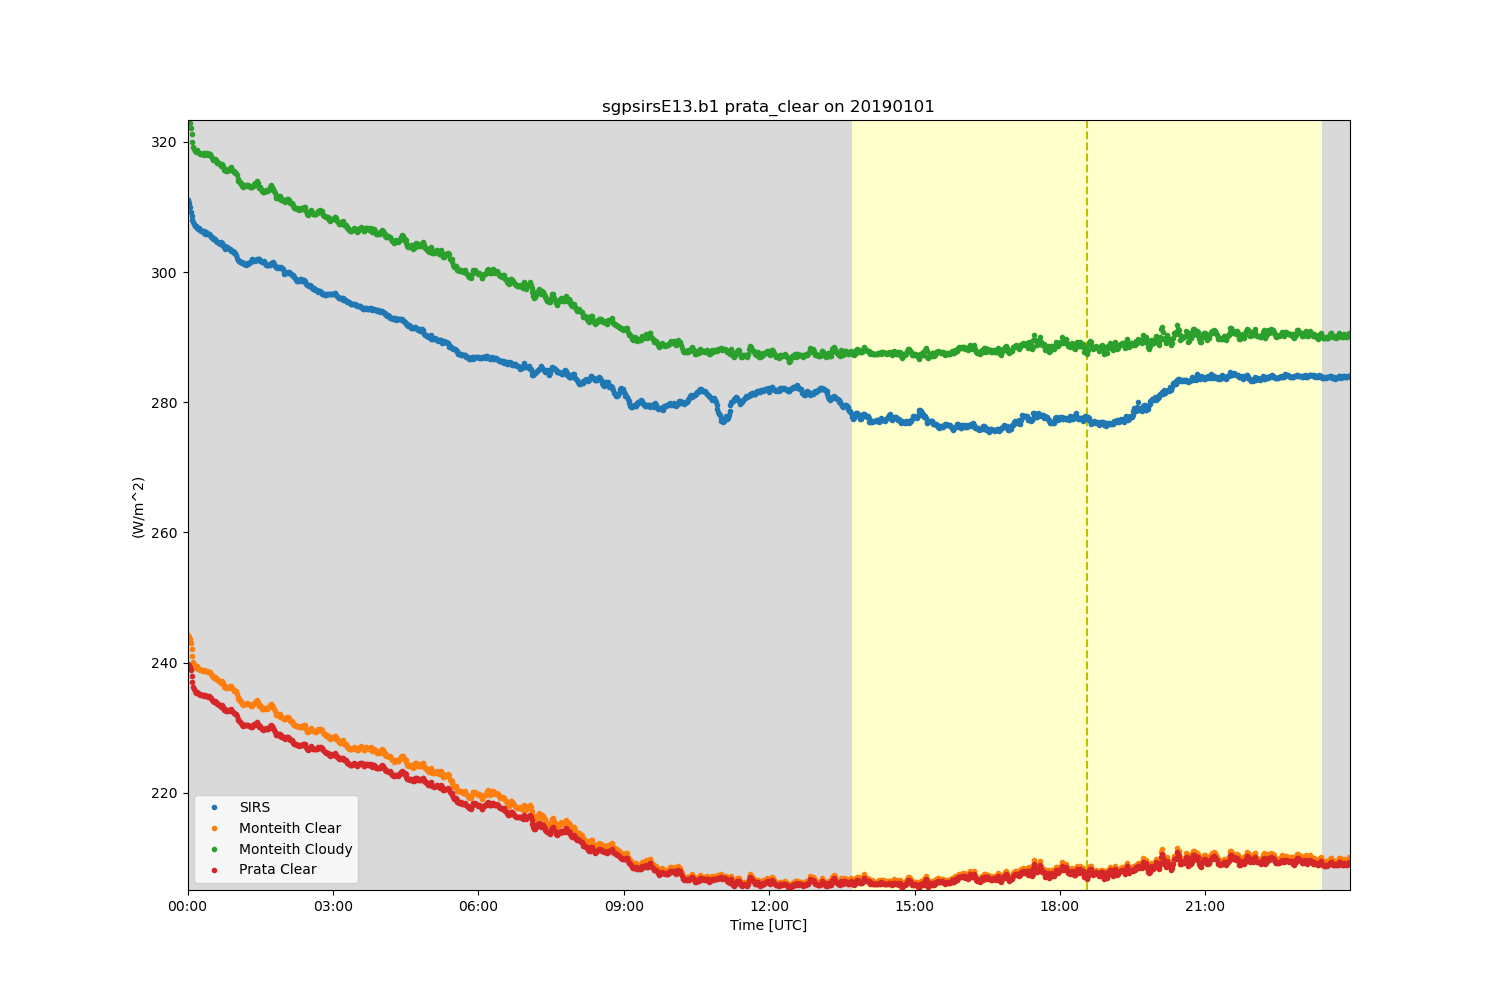 sgpsirsE13.b1 prata_clear on 20190101
320
300
280
260
240
220
(W/m^2)
SIRS
Monteith Clear
Monteith Cloudy
Prata Clear
00:00 03:00 06:00 09:00 12:00 15:00 18:00 21:00
Time [UTC]